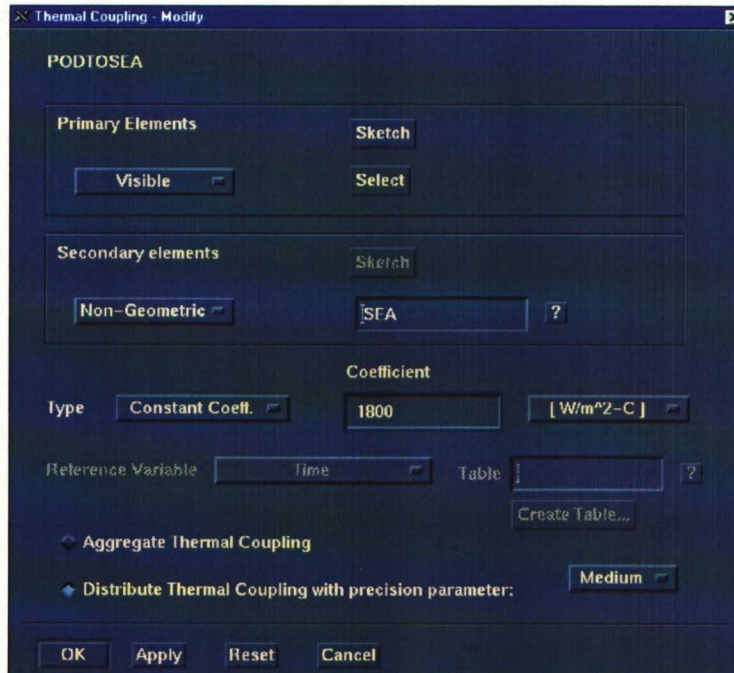 Thermal Coupling - Modify
PODTOSEA
Primary Elements
Sketch
Visible
Select
Secondary elements
Sketch
Non-Geometric
SEA
?
Coefficient
Type
Constant Coeff.
1800
[ W/m^2-C ]
Reference Variable
Time
Table
?
Create Table...
Aggregate Thermal Coupling
Distribute Thermal Coupling with precision parameter:
Medium
OK
Apply
Reset
Cancel